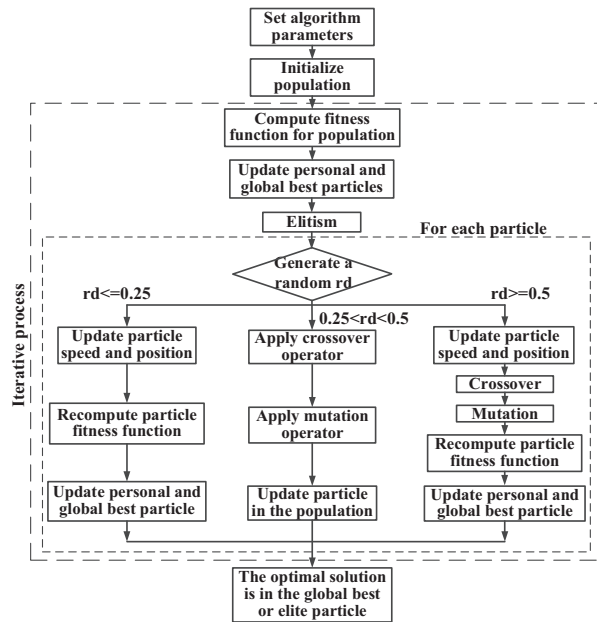 Set algorithm
parameters
Initialize
population
Compute fitness
function for population
Update personal and
global best particles
Elitism
For each particle
Generate a
random rd
rd<=0.25
0.25<rd<0.5
rd>=0.5
Update particle
speed and position
Recompute particle
fitness function
Update personal and
global best particle
Apply crossover
operator
Apply mutation
operator
Update particle
in the population
Update particle
speed and position
Crossover
Mutation
Recompute particle
fitness function
Update personal and
global best particle
Iterative process
The optimal solution
is in the global best
or elite particle